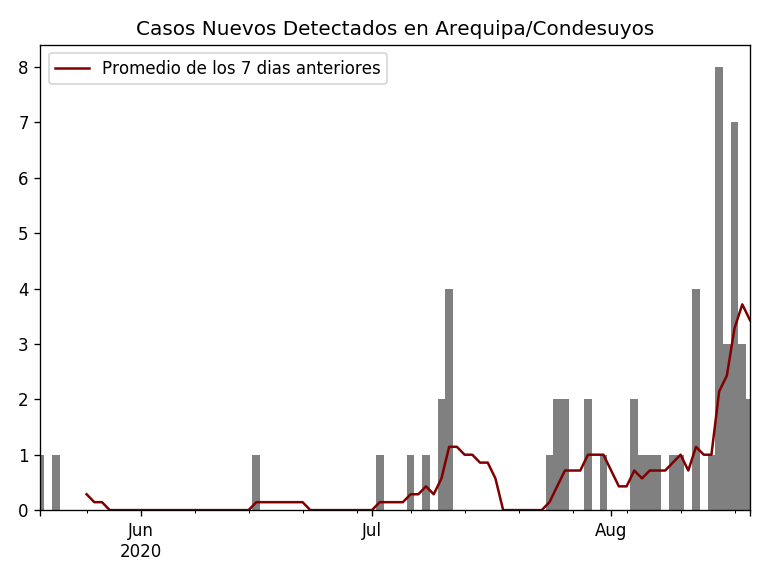 Casos Nuevos Detectados en Arequipa/Condesuyos
Promedio de los 7 dias anteriores
8
7
6
5
4
3
2
1
0
Jun
2020
Jul
Aug